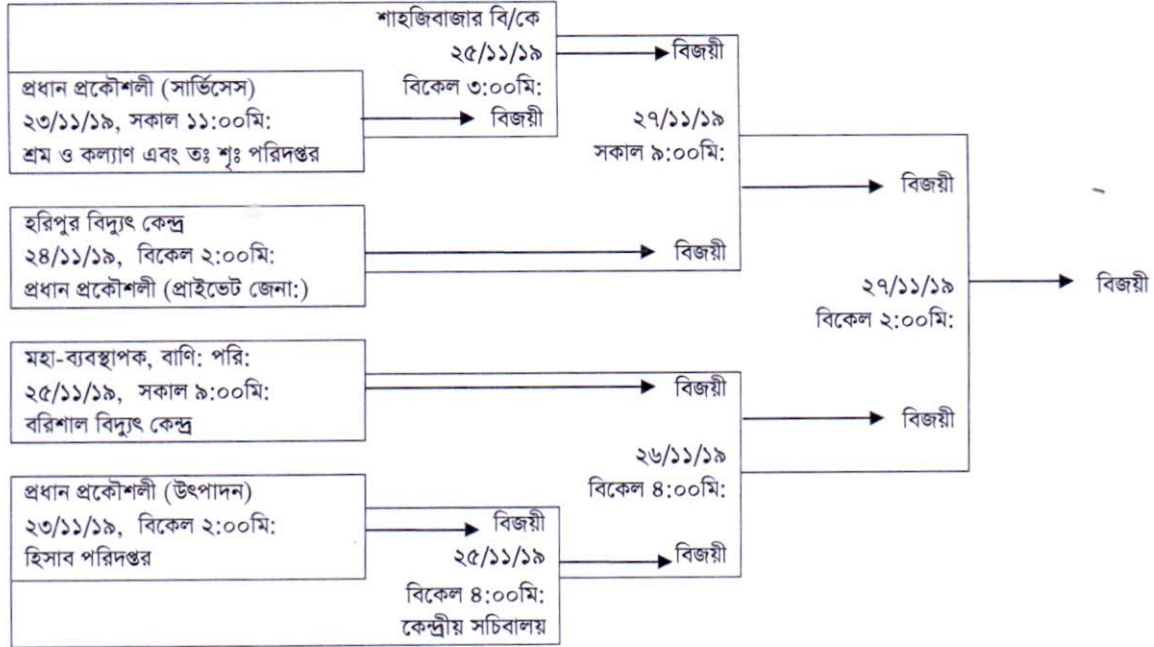 শাহজিবাজার বি/কে
২৫/১১/১৯
বিকেল ৩:০০মি:
বিজয়ী
বিজয়ী
প্রধান প্রকৌশলী (সার্ভিসেস)
২৩/১১/১৯, সকাল ১১:০০মি:
শ্রম ও কল্যাণ এবং তঃ শৃঃ পরিদপ্তর
২৭/১১/১৯
সকাল ৯:০০মি:
বিজয়ী
হরিপুর বিদ্যুৎ কেন্দ্র
২৪/১১/১৯, বিকেল ২:০০মি:
প্রধান প্রকৌশলী (প্রাইভেট জেনা:)
বিজয়ী
২৭/১১/১৯
বিকেল ২:০০মি:
বিজয়ী
মহা-ব্যবস্থাপক, বাণি: পরি:
২৫/১১/১৯, সকাল ৯:০০মি:
বরিশাল বিদ্যুৎ কেন্দ্র
বিজয়ী
বিজয়ী
২৬/১১/১৯
বিকেল ৪:০০মি:
প্রধান প্রকৌশলী (উৎপাদন)
২৩/১১/১৯, বিকেল ২:০০মি:
হিসাব পরিদপ্তর
বিজয়ী
২৫/১১/১৯
বিকেল ৪:০০মি:
কেন্দ্রীয় সচিবালয়
বিজয়ী